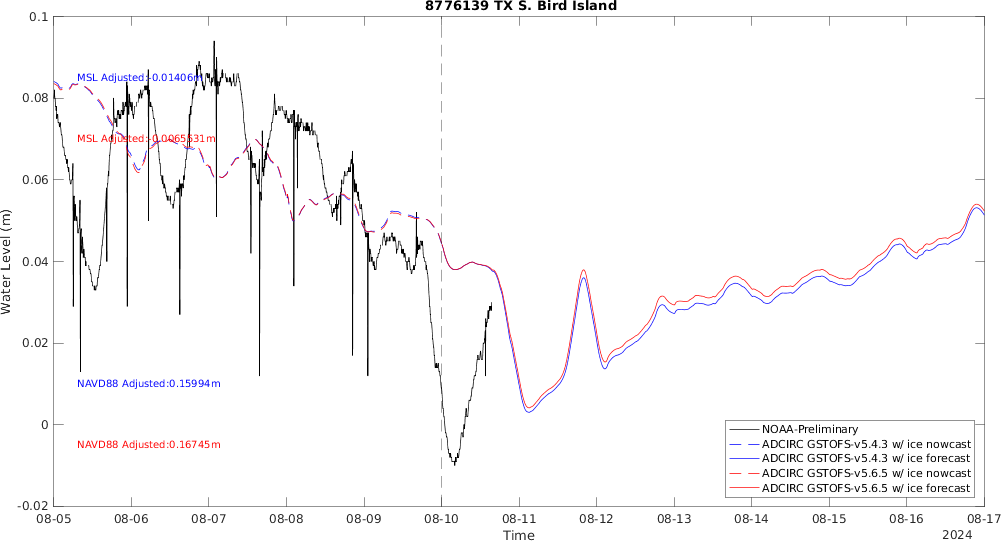 8776139 TX S. Bird Island
0.1
0.08
0.06
0.04
0.02
0
-0.02
Water Level (m)
MSL Adjusted:-0.01406m
MSL Adjusted:-0.0065531m
NAVD88 Adjusted:0.15994m
NAVD88 Adjusted:0.16745m
NOAA-Preliminary
ADCIRC GSTOFS-v5.4.3 w/ ice nowcast
ADCIRC GSTOFS-v5.4.3 w/ ice forecast
ADCIRC GSTOFS-v5.6.5 w/ ice nowcast
ADCIRC GSTOFS-v5.6.5 w/ ice forecast
08-05 08-06 08-07 08-08 08-09 08-10 08-11 08-12 08-13 08-14 08-15 08-16 08-17
Time
2024